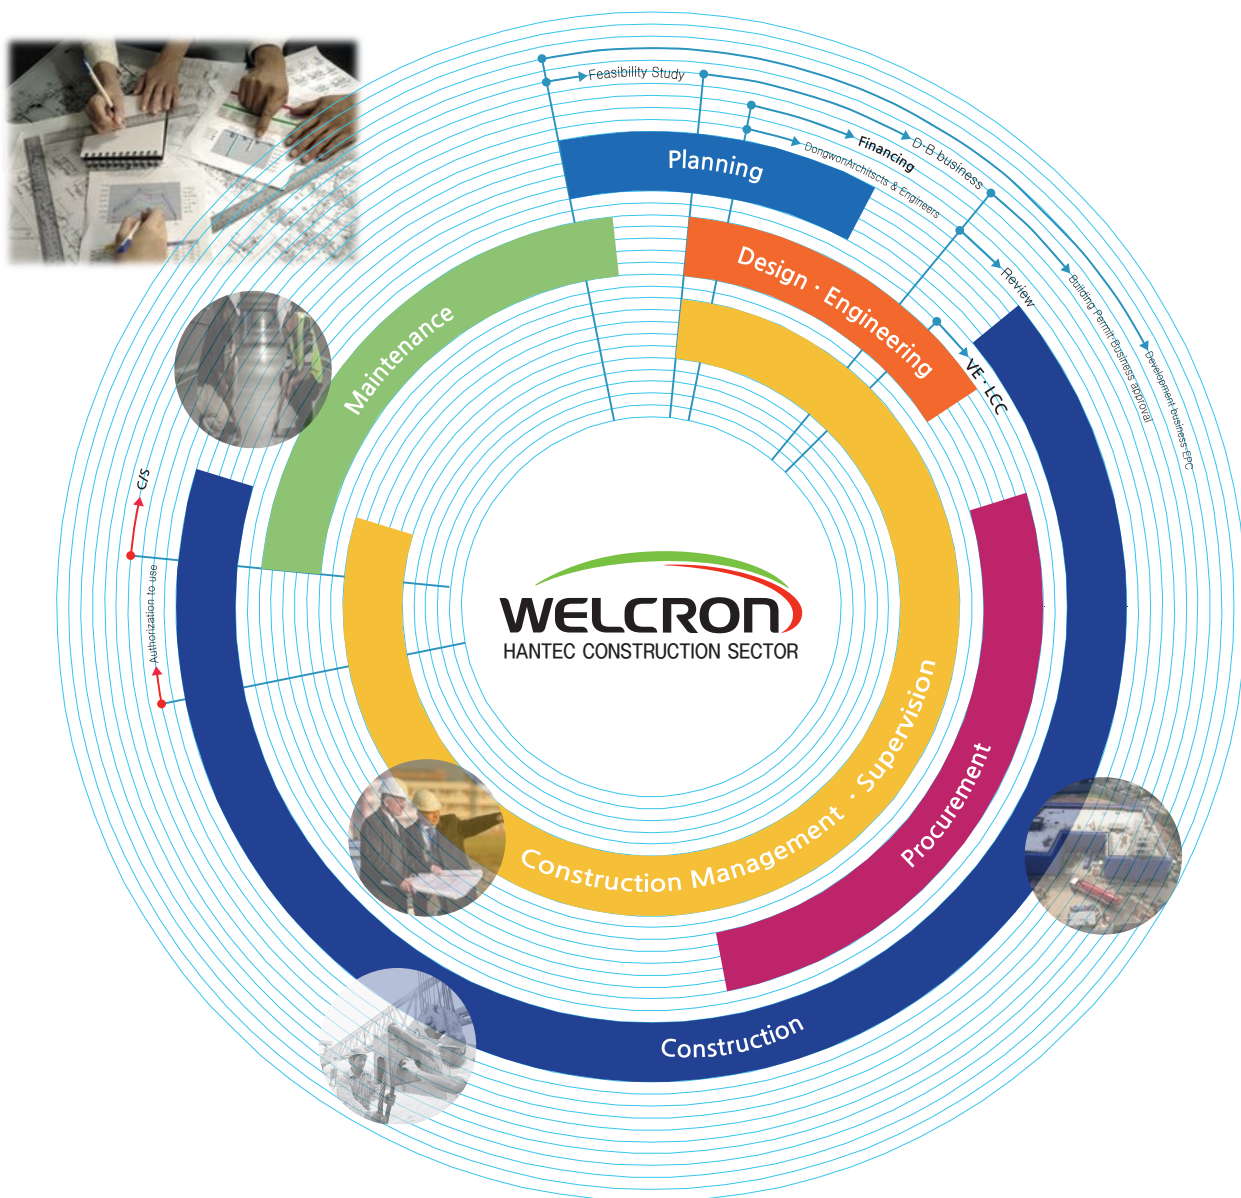 Feasibility Study
D·B business
Financing
DongwonArchitscts & Engineers
Planning
Design · Engineering
Review
VE · LCC
Building Permit·Business approval
Development business·EPC
Maintenance
C/S
Authorization to use
WELCRON
HANTEC CONSTRUCTION SECTOR
Construction Management · Supervision
Procurement
Construction